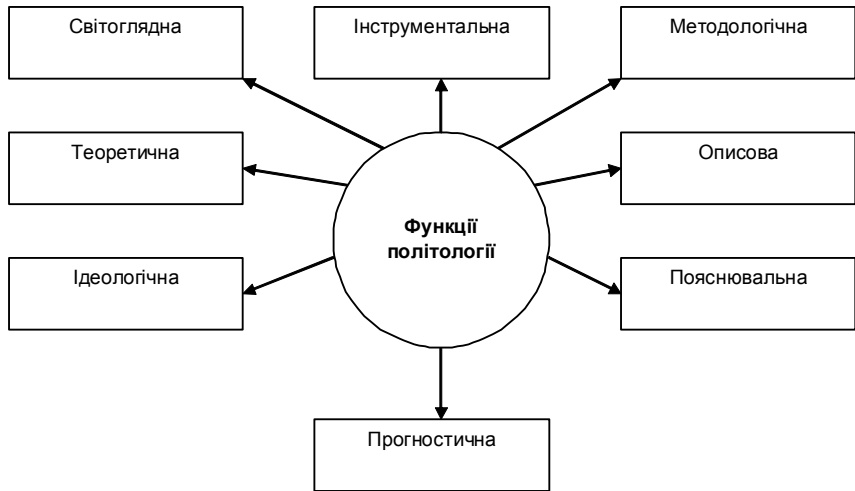 Світоглядна
Інструментальна
Методологічна
Теоретична
Описова
Функції
політології
Ідеологічна
Пояснювальна
Прогностична